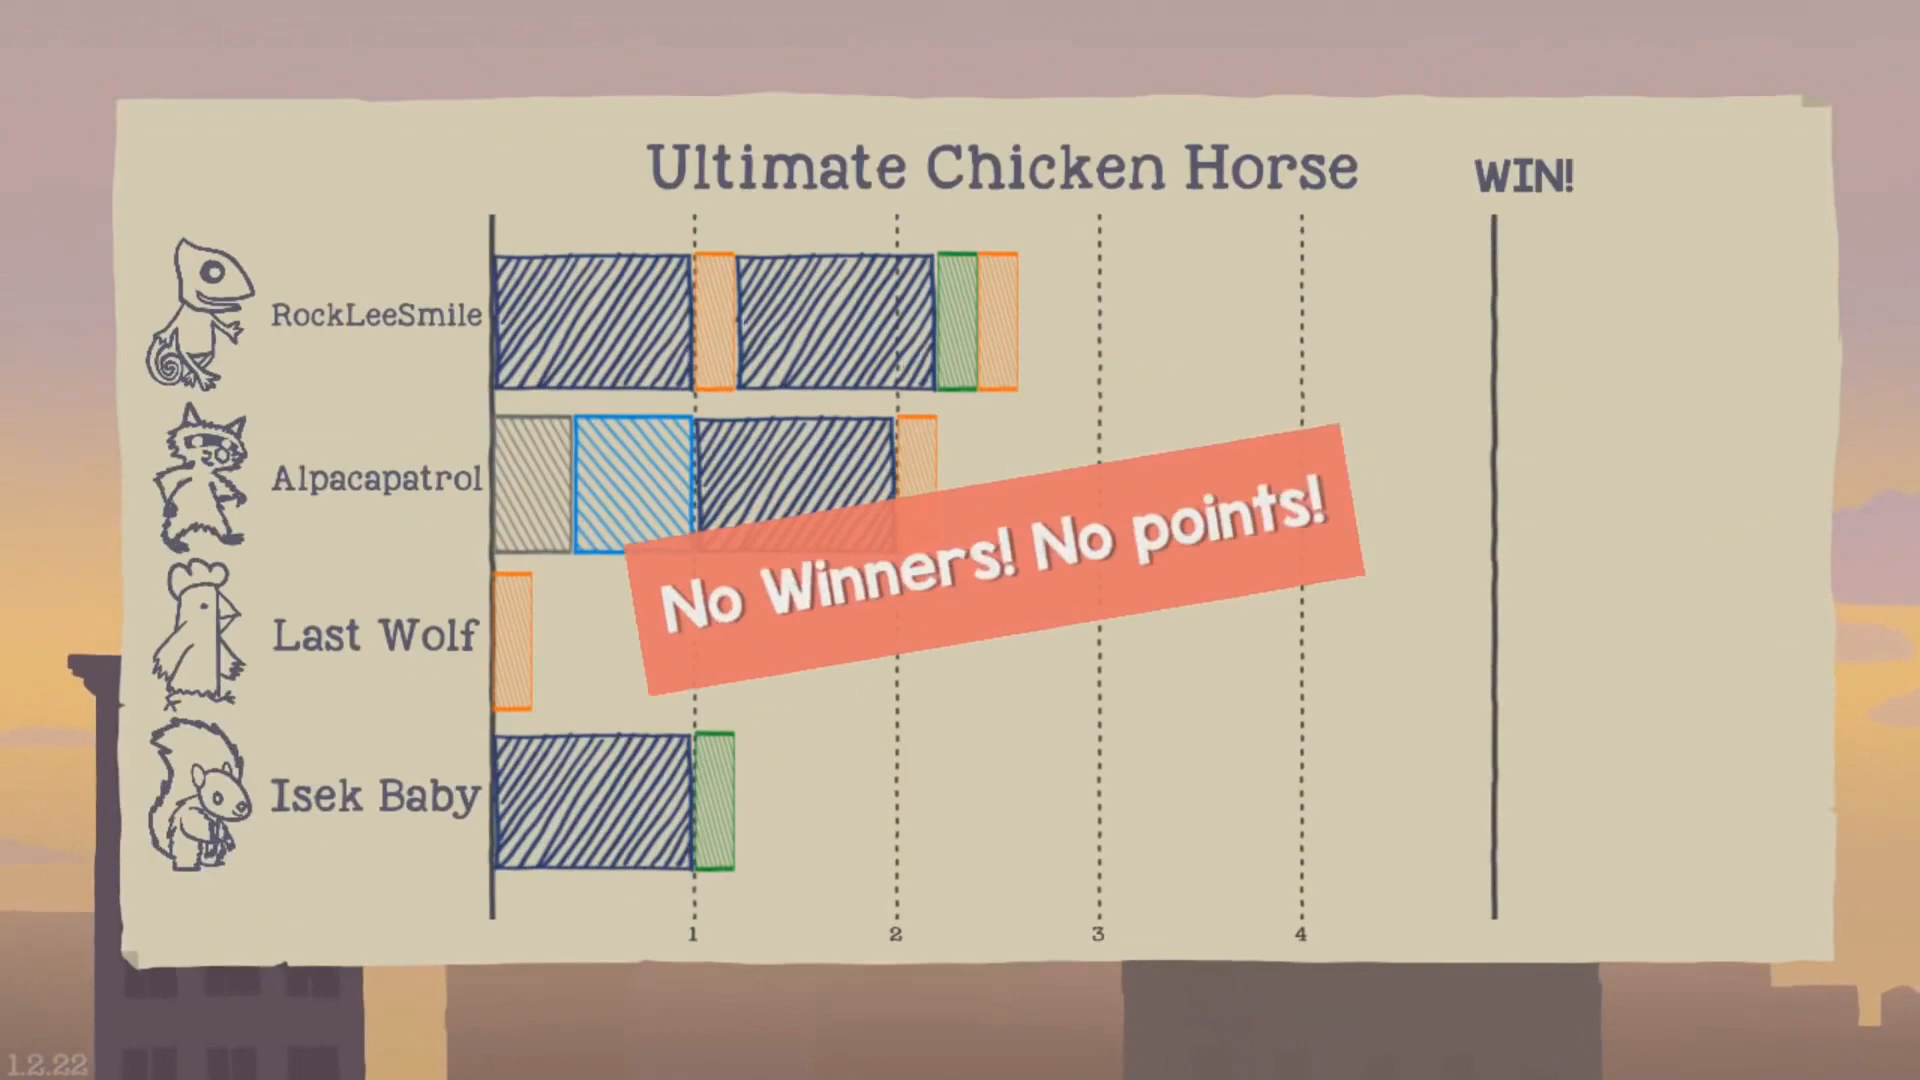 Ultimate Chicken Horse
WIN!
RockLeeSmile
Alpacapatrol
No Winners! No points!
Last Wolf
Isek Baby
1 2 3 4
1.2.22